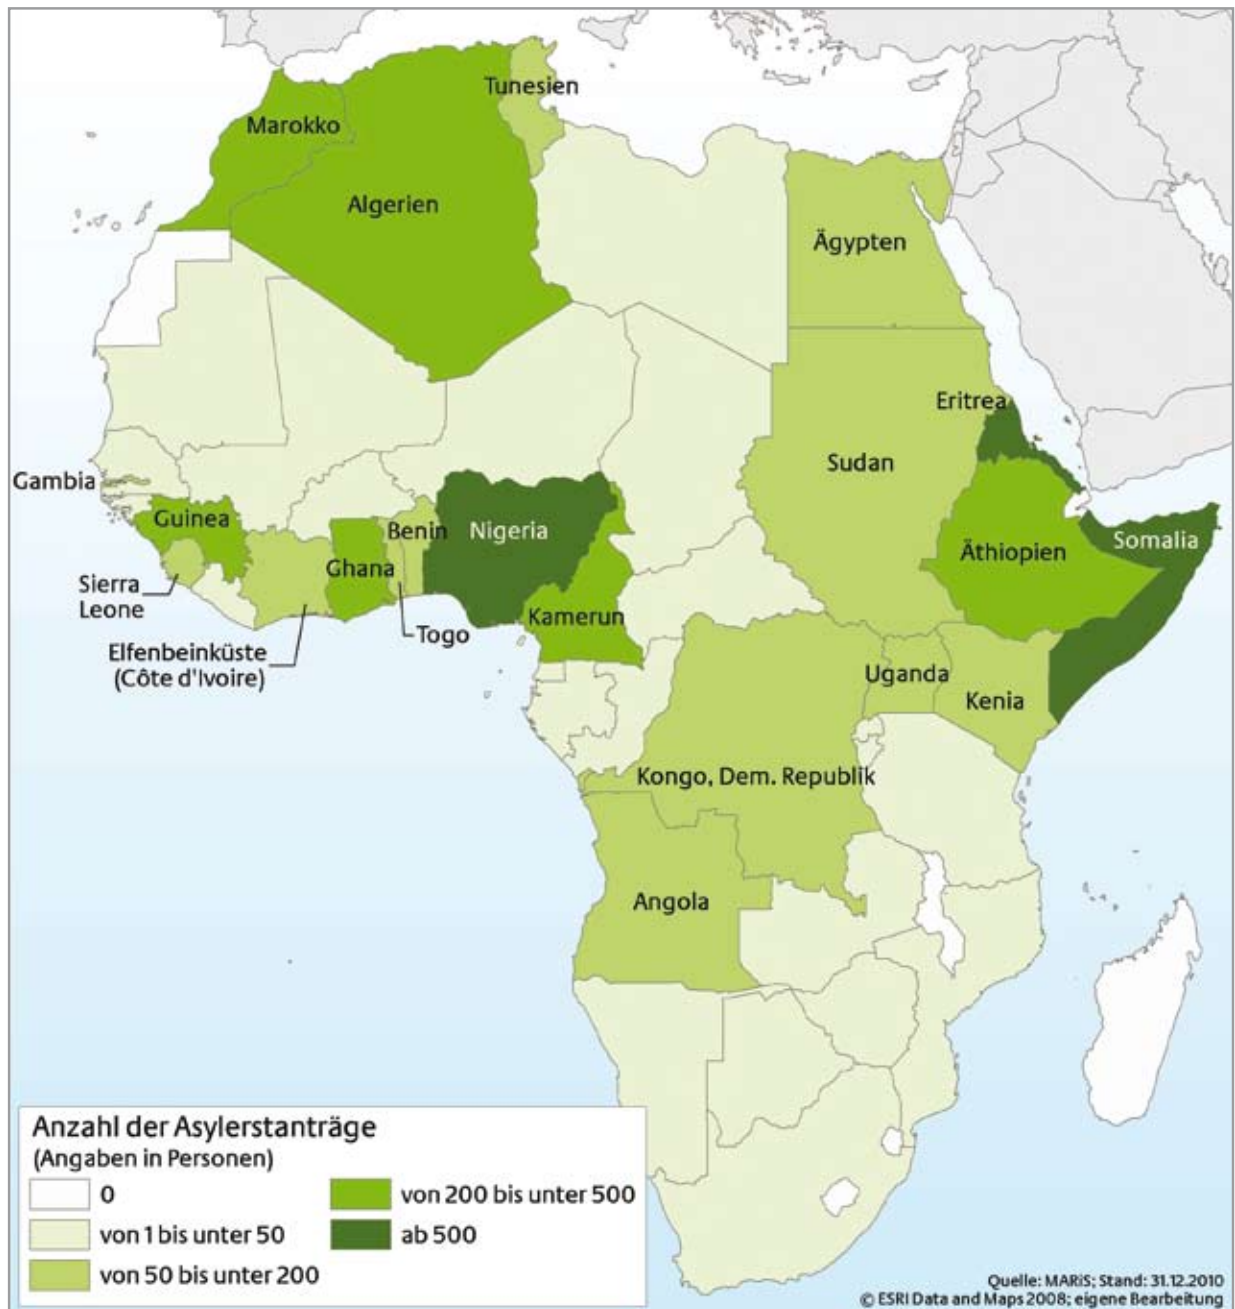 Tunesien
Marokko
Algerien
Ägypten
Eritrea
Sudan
Gambia
Guinea
Benin
Nigeria
Somalia
Äthiopien
Ghana
Sierra
Leone
Kamerun
Togo
Elfenbeinküste
(Côte d'Ivoire)
Uganda
Kenia
Kongo, Dem. Republik
Angola
Anzahl der Asylerstanträge
(Angaben in Personen)
0
von 1 bis unter 50
von 50 bis unter 200
von 200 bis unter 500
ab 500
Quelle: MARiS; Stand: 31.12.2010
© ESRI Data and Maps 2008; eigene Bearbeitung